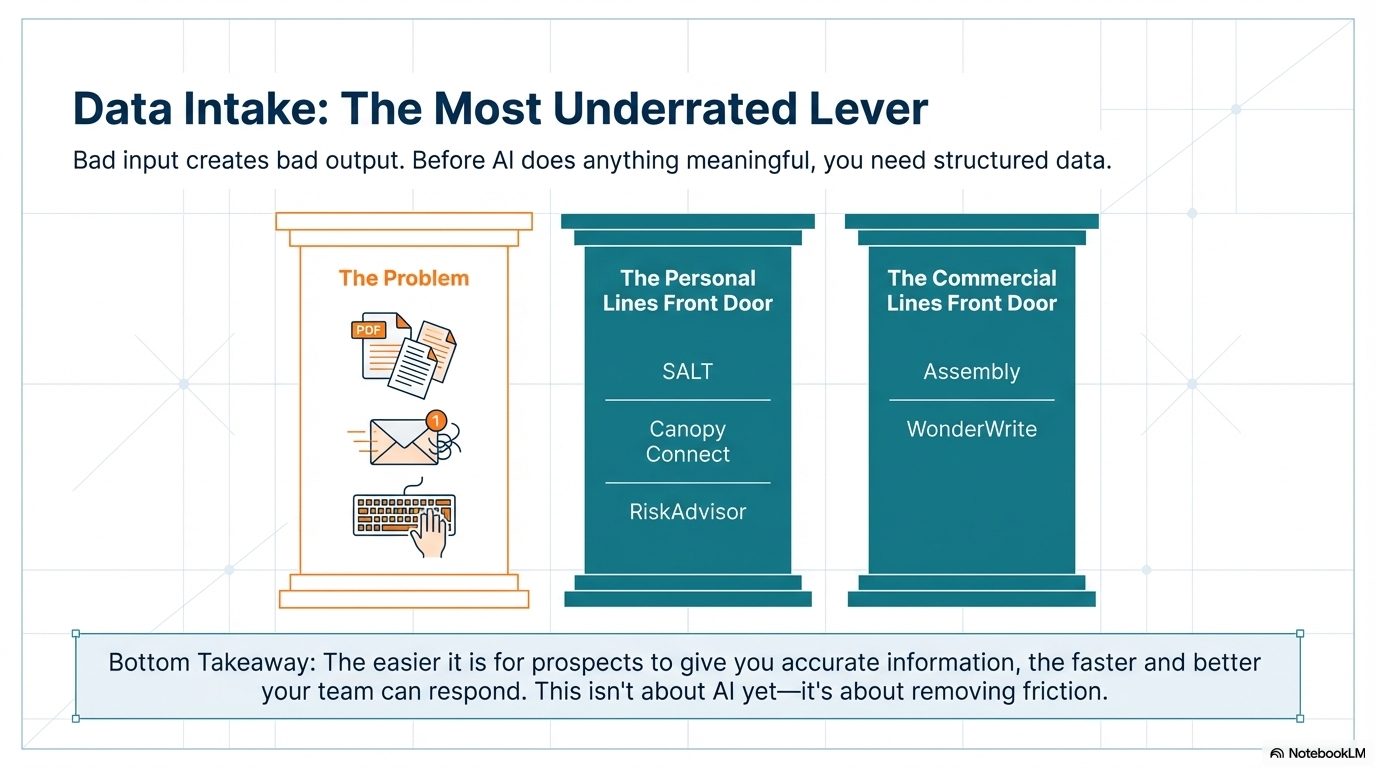 Data Intake: The Most Underrated Lever
Bad input creates bad output. Before AI does anything meaningful, you need structured data.
The Problem
PDF
1
The Personal
Lines Front Door
SALT
Canopy
Connect
RiskAdvisor
The Commercial
Lines Front Door
Assembly
WonderWrite
Bottom Takeaway: The easier it is for prospects to give you accurate information, the faster and better
your team can respond. This isn't about AI yet—it's about removing friction.
NotebookLM